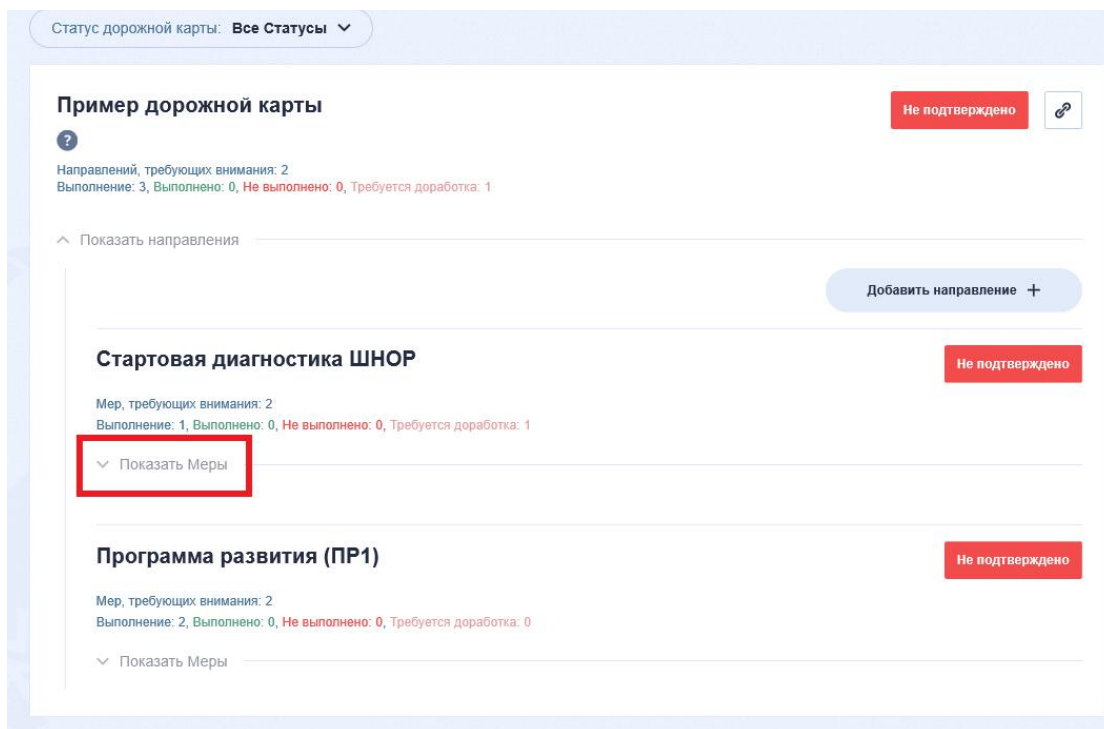 Статус дорожной карты: Все Статусы
Пример дорожной карты
Не подтверждено
?
Направлений, требующих внимания: 2
Выполнение: 3, Выполнено: 0, Не выполнено: 0, Требуется доработка: 1
Показать направления
Добавить направление +
Стартовая диагностика ШНОР
Не подтверждено
Мер, требующих внимания: 2
Выполнение: 1, Выполнено: 0, Не выполнено: 0, Требуется доработка: 1
Показать Меры
Программа развития (ПР1)
Не подтверждено
Мер, требующих внимания: 2
Выполнение: 2, Выполнено: 0, Не выполнено: 0, Требуется доработка: 0
Показать Меры